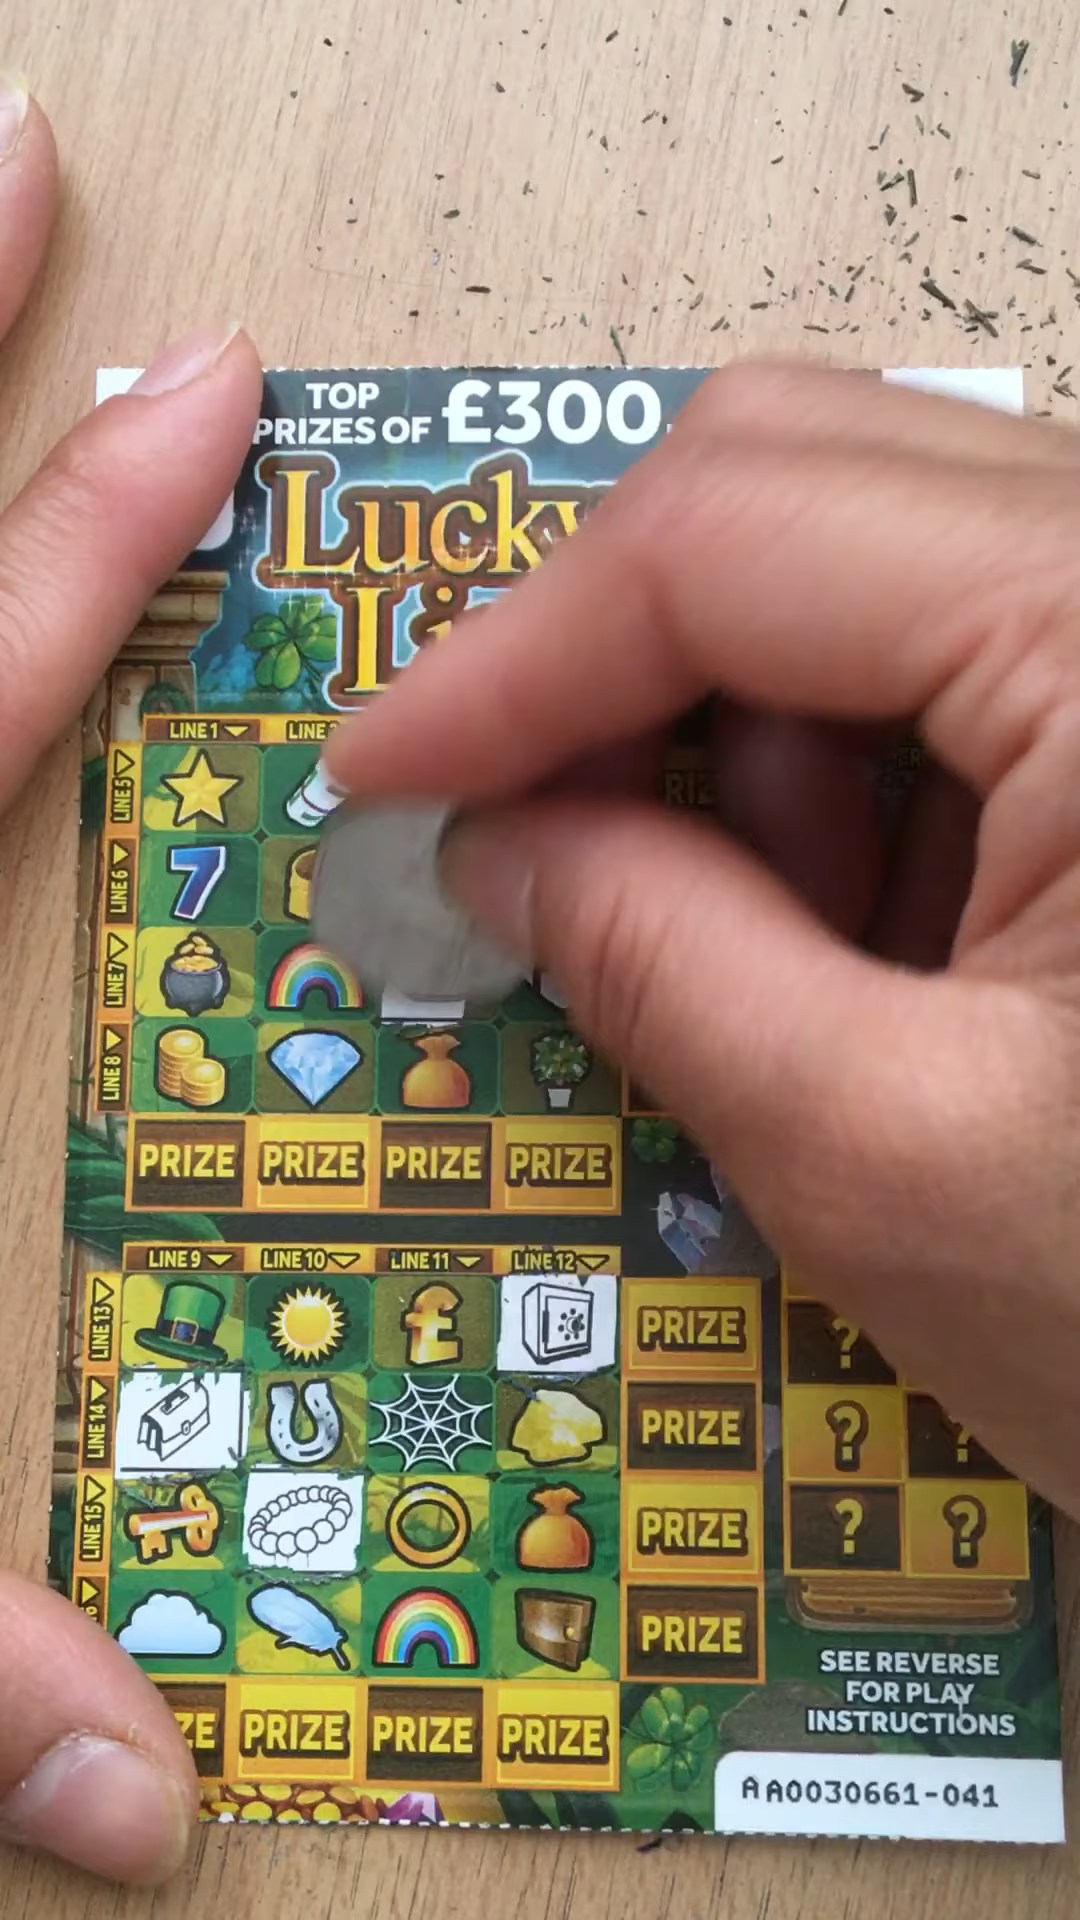 TOP
PRIZES OF £300
Lucky
LINE 1
LINE 5
LINE 6
LINE 7
LINE 8
7
PRIZE PRIZE PRIZE PRIZE
LINE 9 LINE 10 LINE 11 LINE 12
LINE 13 £ PRIZE ?
LINE 14 PRIZE ? ?
LINE 15 PRIZE ? ?
PRIZE
PRIZE PRIZE PRIZE
SEE REVERSE
FOR PLAY
INSTRUCTIONS
AA0030661-041